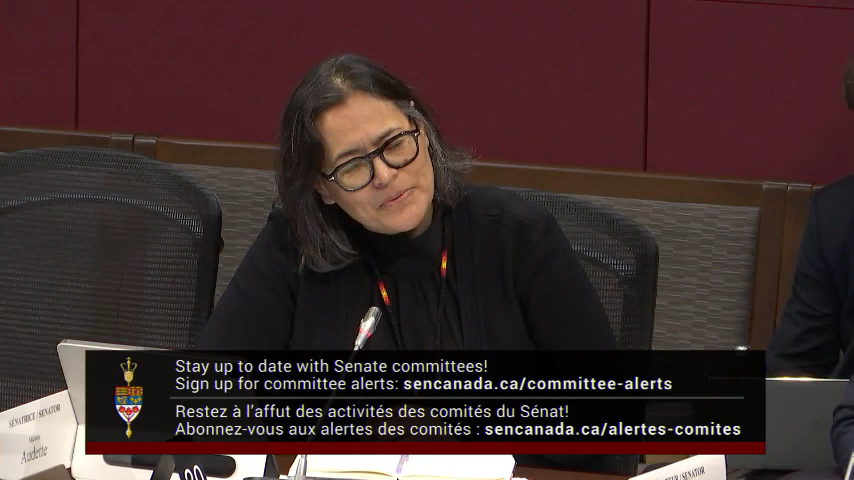 Stay up to date with Senate committees!
Sign up for committee alerts: sencanada.ca/committee-alerts
Restez à l'affut des activités des comités du Sénat!
Abonnez-vous aux alertes des comités : sencanada.ca/alertes-comites
SÉNATRICE / SENATOR
Audette
/ SENATOR